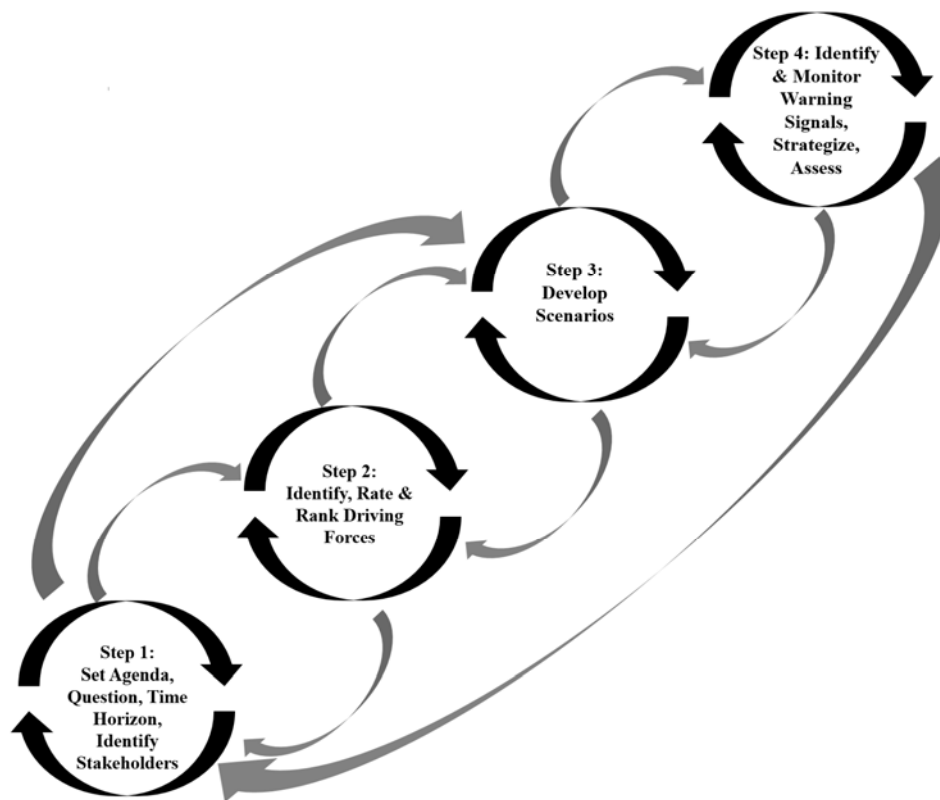 Step 4: Identify
& Monitor
Warning
Signals,
Strategize,
Assess
Step 3:
Develop
Scenarios
Step 2:
Identify, Rate &
Rank Driving
Forces
Step 1:
Set Agenda,
Question, Time
Horizon,
Identify
Stakeholders